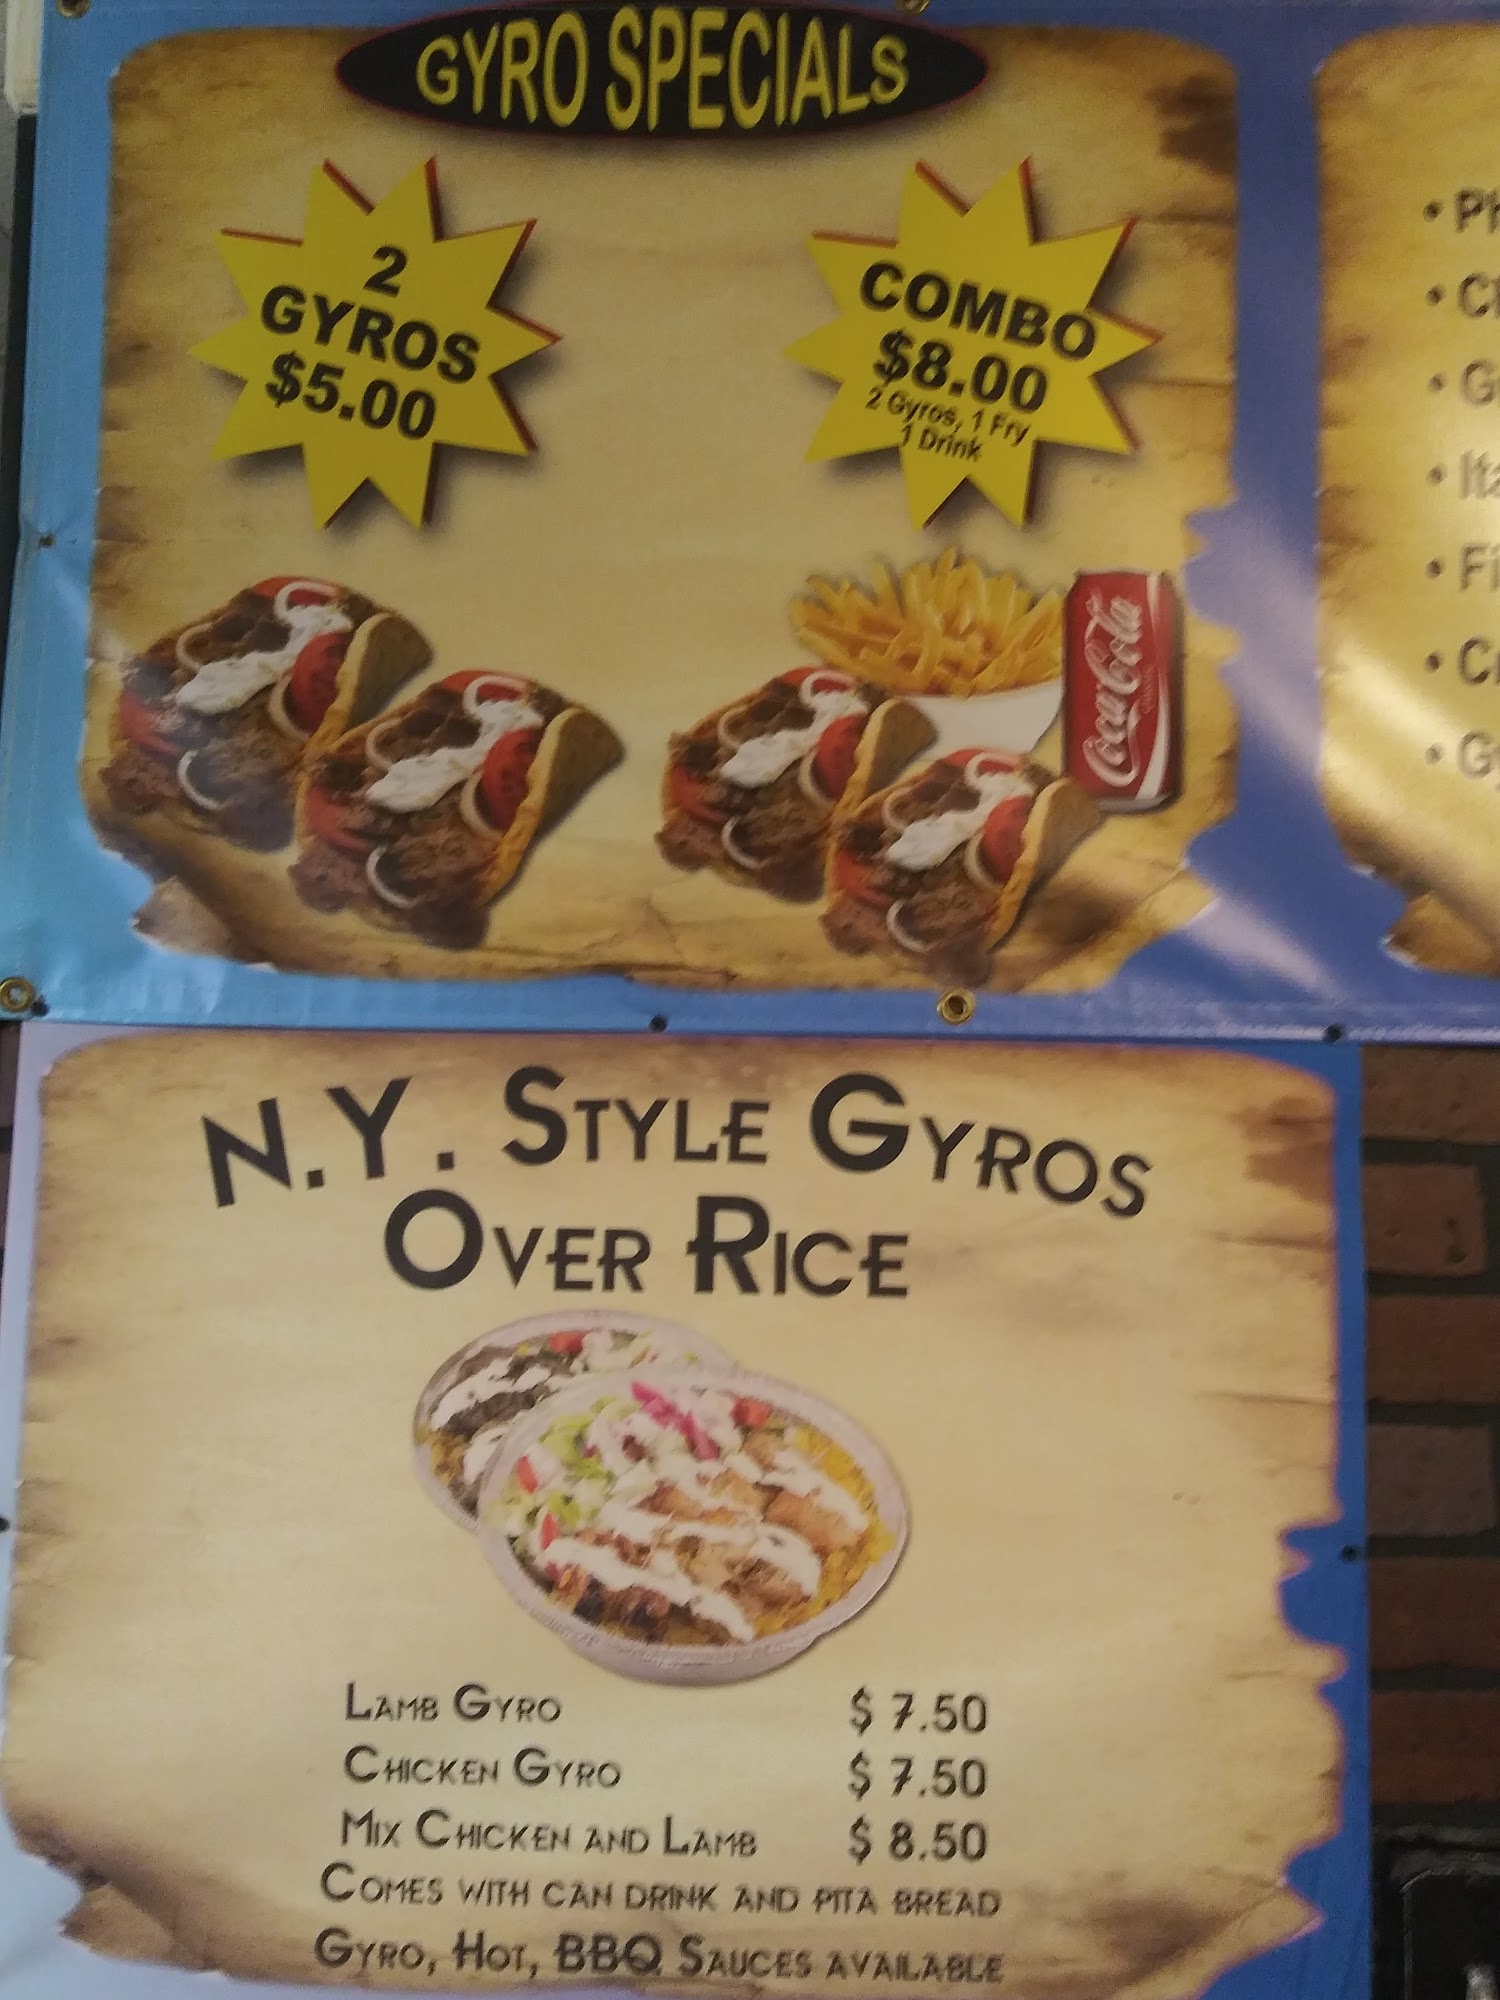 GYRO SPECIALS
2
GYROS
$5.00
COMBO
$8.00
2 Gyros, 1 Fry
1 Drink
Coca-Cola
N.Y. STYLE GYROS
OVER RICE
LAMB GYRO $ 7.50
CHICKEN GYRO $ 7.50
MIX CHICKEN AND LAMB $ 8.50
COMES WITH CAN DRINK AND PITA BREAD
GYRO, HOT, BBQ SAUCES AVAILABLE